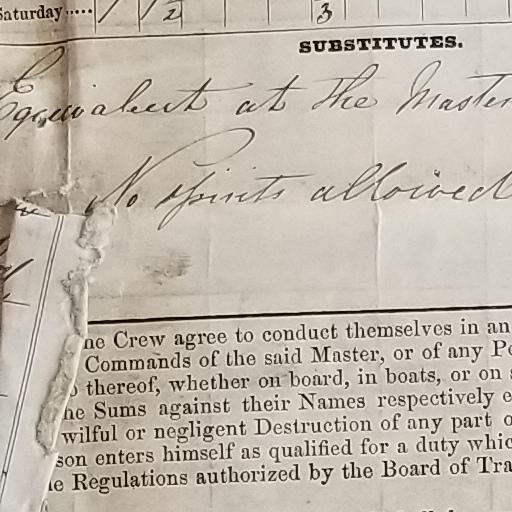 Saturday..... 1 1/2 3
SUBSTITUTES.
Equivalent at the Master
No Spirits allowed
he Crew agree to conduct themselves in an
Commands of the said Master, or of any Pe
thereof, whether on board, in boats, or on s
he Sums against their Names respectively e
wilful or negligent Destruction of any part o
son enters himself as qualified for a duty whic
e Regulations authorized by the Board of Tra